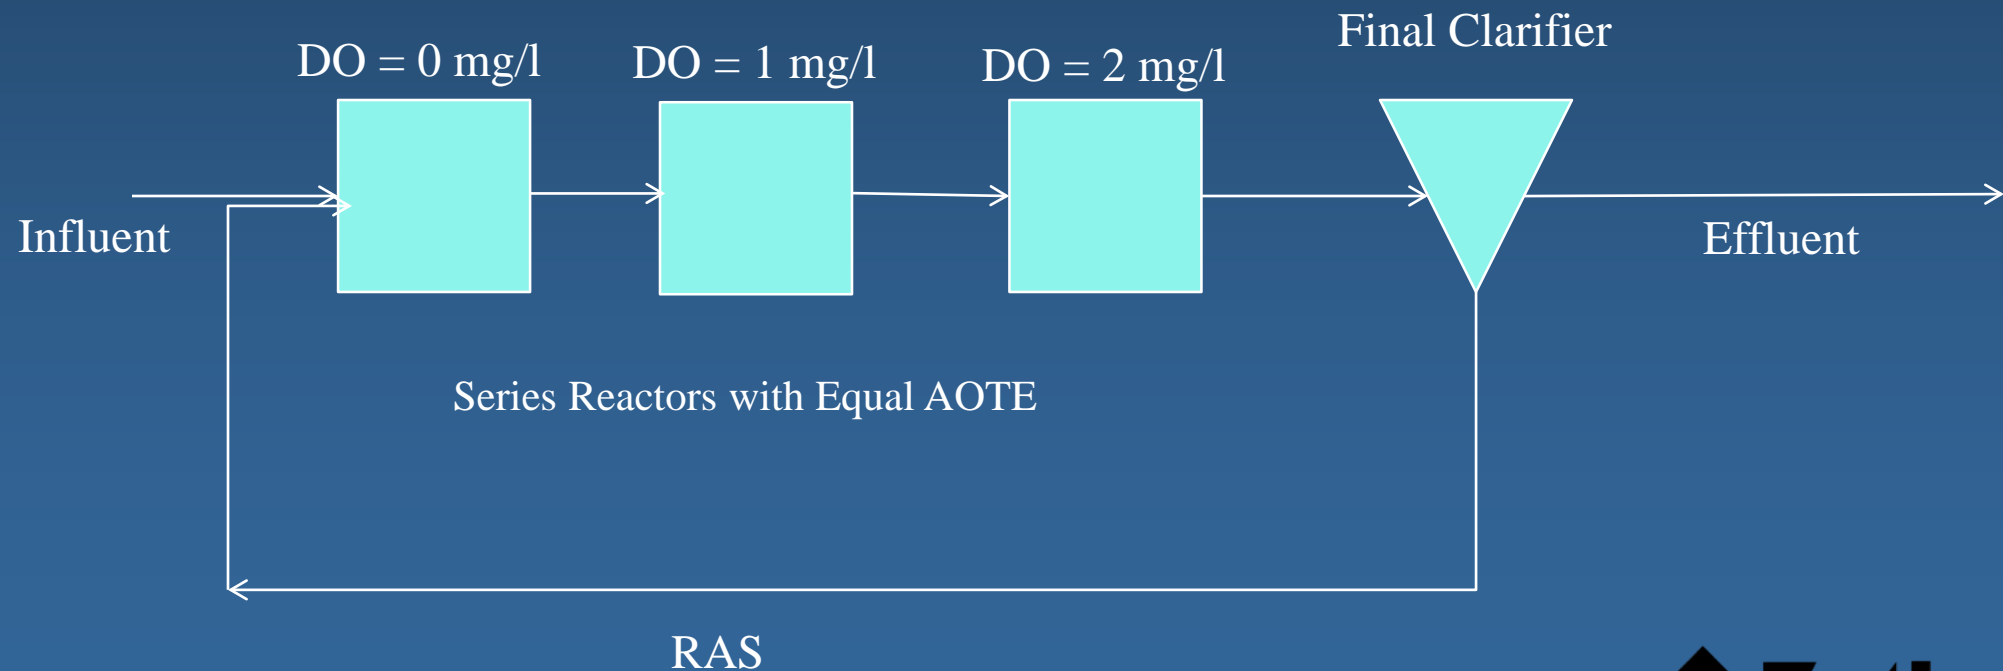 Final Clarifier
DO = 0 mg/l
DO = 1 mg/l
DO = 2 mg/l
Influent
Effluent
Series Reactors with Equal AOTE
RAS